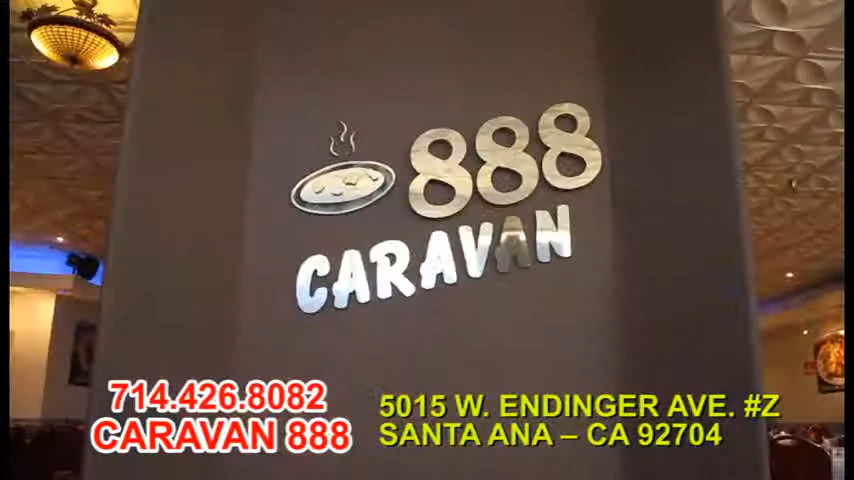 888
CARAVAN
714.426.8082
CARAVAN 888
5015 W. ENDINGER AVE. #Z
SANTA ANA – CA 92704